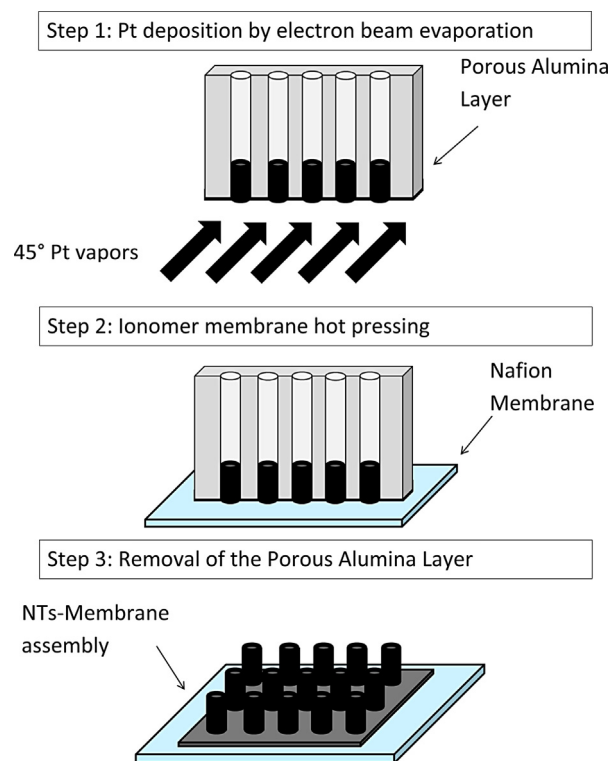 Step 1: Pt deposition by electron beam evaporation
Porous Alumina
Layer
45° Pt vapors
Step 2: Ionomer membrane hot pressing
Nafion
Membrane
Step 3: Removal of the Porous Alumina Layer
NTs-Membrane
assembly